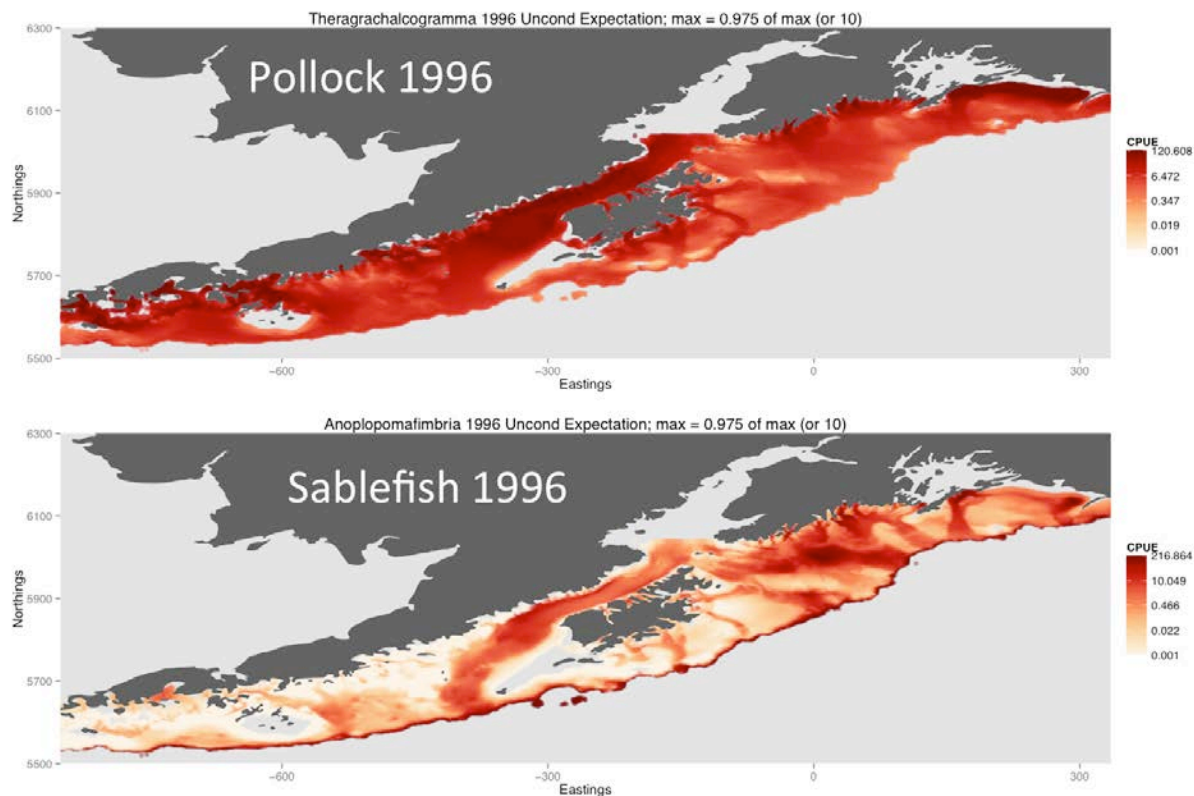 Theragrachalcogramma 1996 Uncond Expectation; max = 0.975 of max (or 10)
Pollock 1996
6300
6100
5900
5700
5500
Northings
−600
−300
0
300
Eastings
CPUE
120.608
6.472
0.347
0.019
0.001
Anoplopomafimbria 1996 Uncond Expectation; max = 0.975 of max (or 10)
Sablefish 1996
6300
6100
5900
5700
5500
Northings
−600
−300
0
300
Eastings
CPUE
216.864
10.049
0.466
0.022
0.001